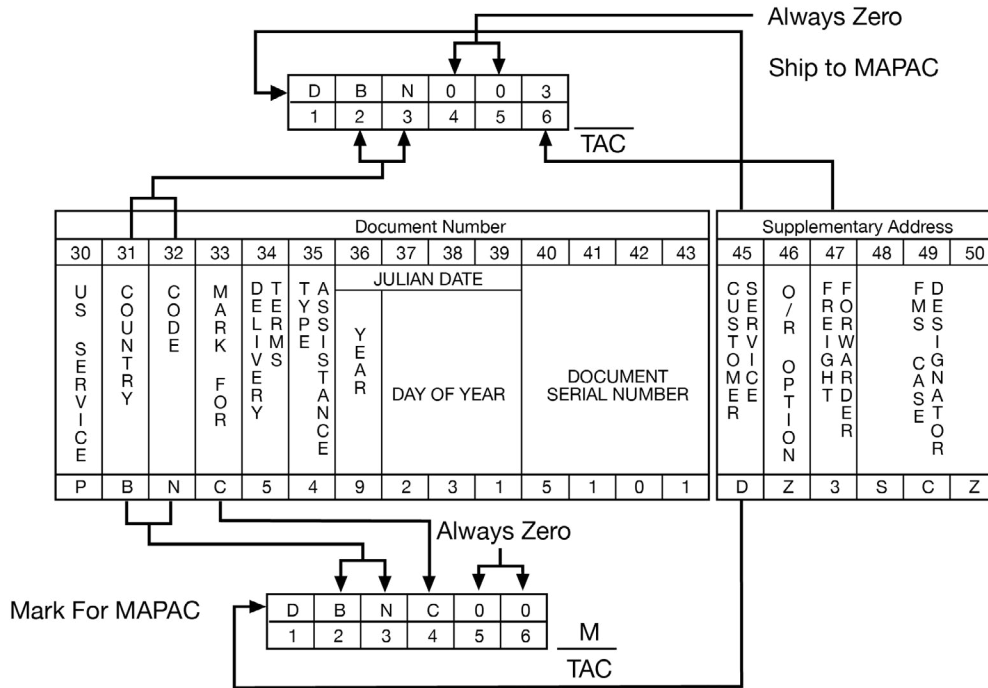 Always Zero
Ship to MAPAC
D B N 0 0 3
1 2 3 4 5 6
TAC
Document Number
Supplementary Address
30 31 32 33 34 35 36 37 38 39 40 41 42 43 45 46 47 48 49 50
US SERVICE
COUNTRY
CODE
MARK FOR
DELIVERY
TERMS
TYPE
ASSISTANCE
JULIAN DATE
YEAR
DAY OF YEAR
DOCUMENT
SERIAL NUMBER
CUSTOMER
SERVICE
O/R OPTION
FREIGHT
FORWARDER
FMS CASE
DESIGNATOR
P B N C 5 4 9 2 3 1 5 1 0 1 D Z 3 S C Z
Always Zero
Mark For MAPAC
D B N C 0 0
1 2 3 4 5 6
M
TAC